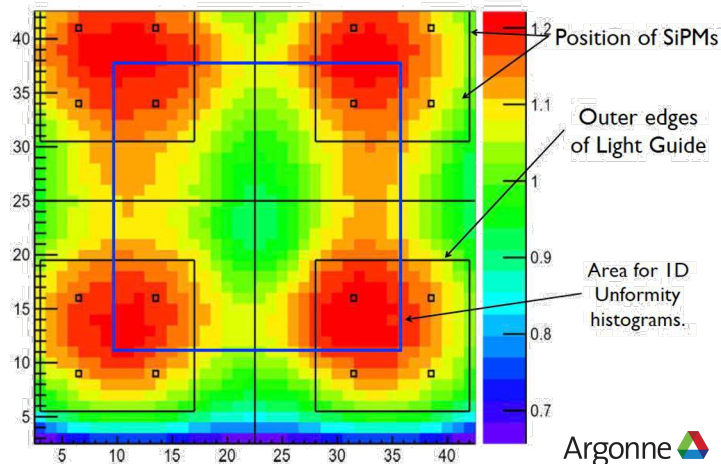 40
35
30
25
20
15
10
5
5 10 15 20 25 30 35 40
1.2
1.1
1
0.9
0.8
0.7
Position of SiPMs
Outer edges
of Light Guide
Area for 1D
Unformity
histograms.
Argonne